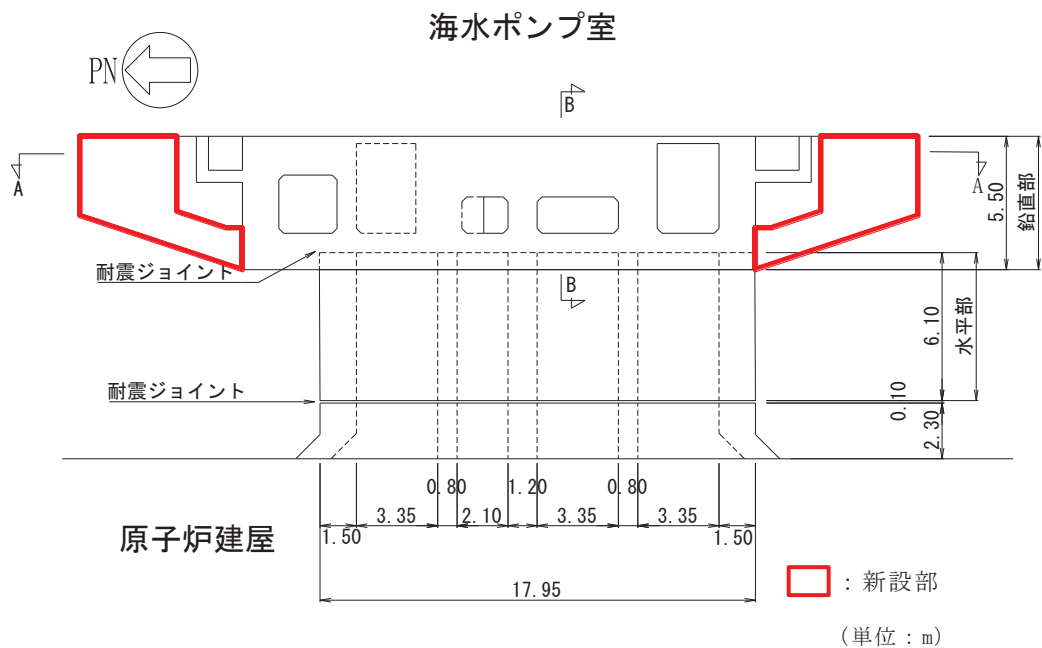 海水ポンプ室
PN
B
A
A
5.50
鉛直部
耐震ジョイント
B
6.10
水平部
耐震ジョイント
0.10
2.30
0.80
1.20
0.80
3.35
2.10
3.35
3.35
1.50
1.50
原子炉建屋
17.95
：新設部
(単位：m)